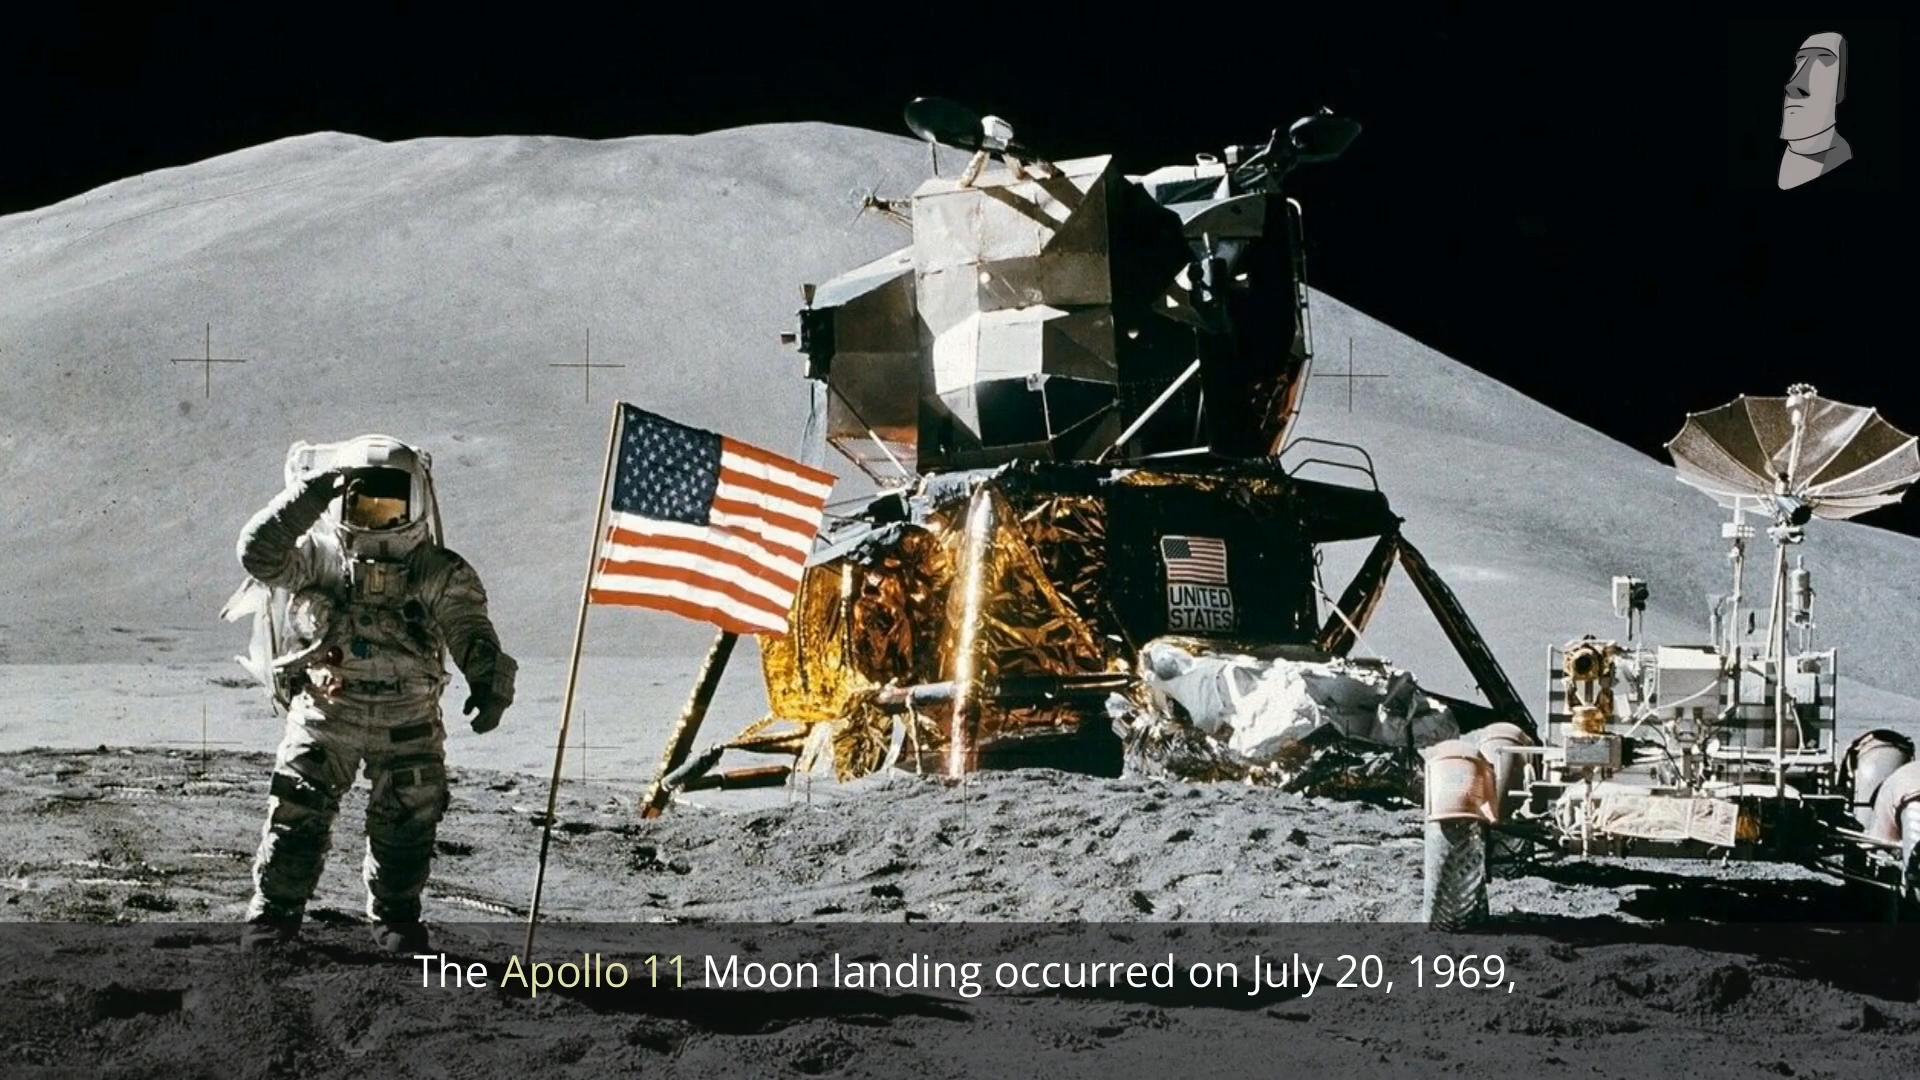 UNITED
STATES
The Apollo 11 Moon landing occurred on July 20, 1969,